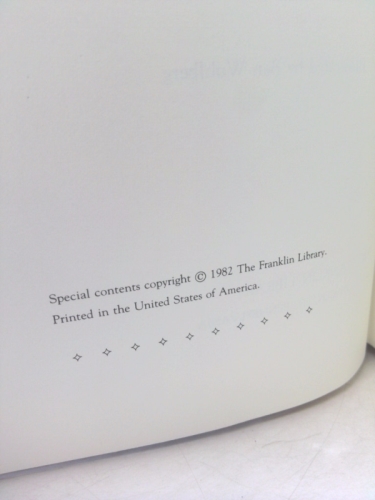 Special contents copyright © 1982 The Franklin Library.
Printed in the United States of America.